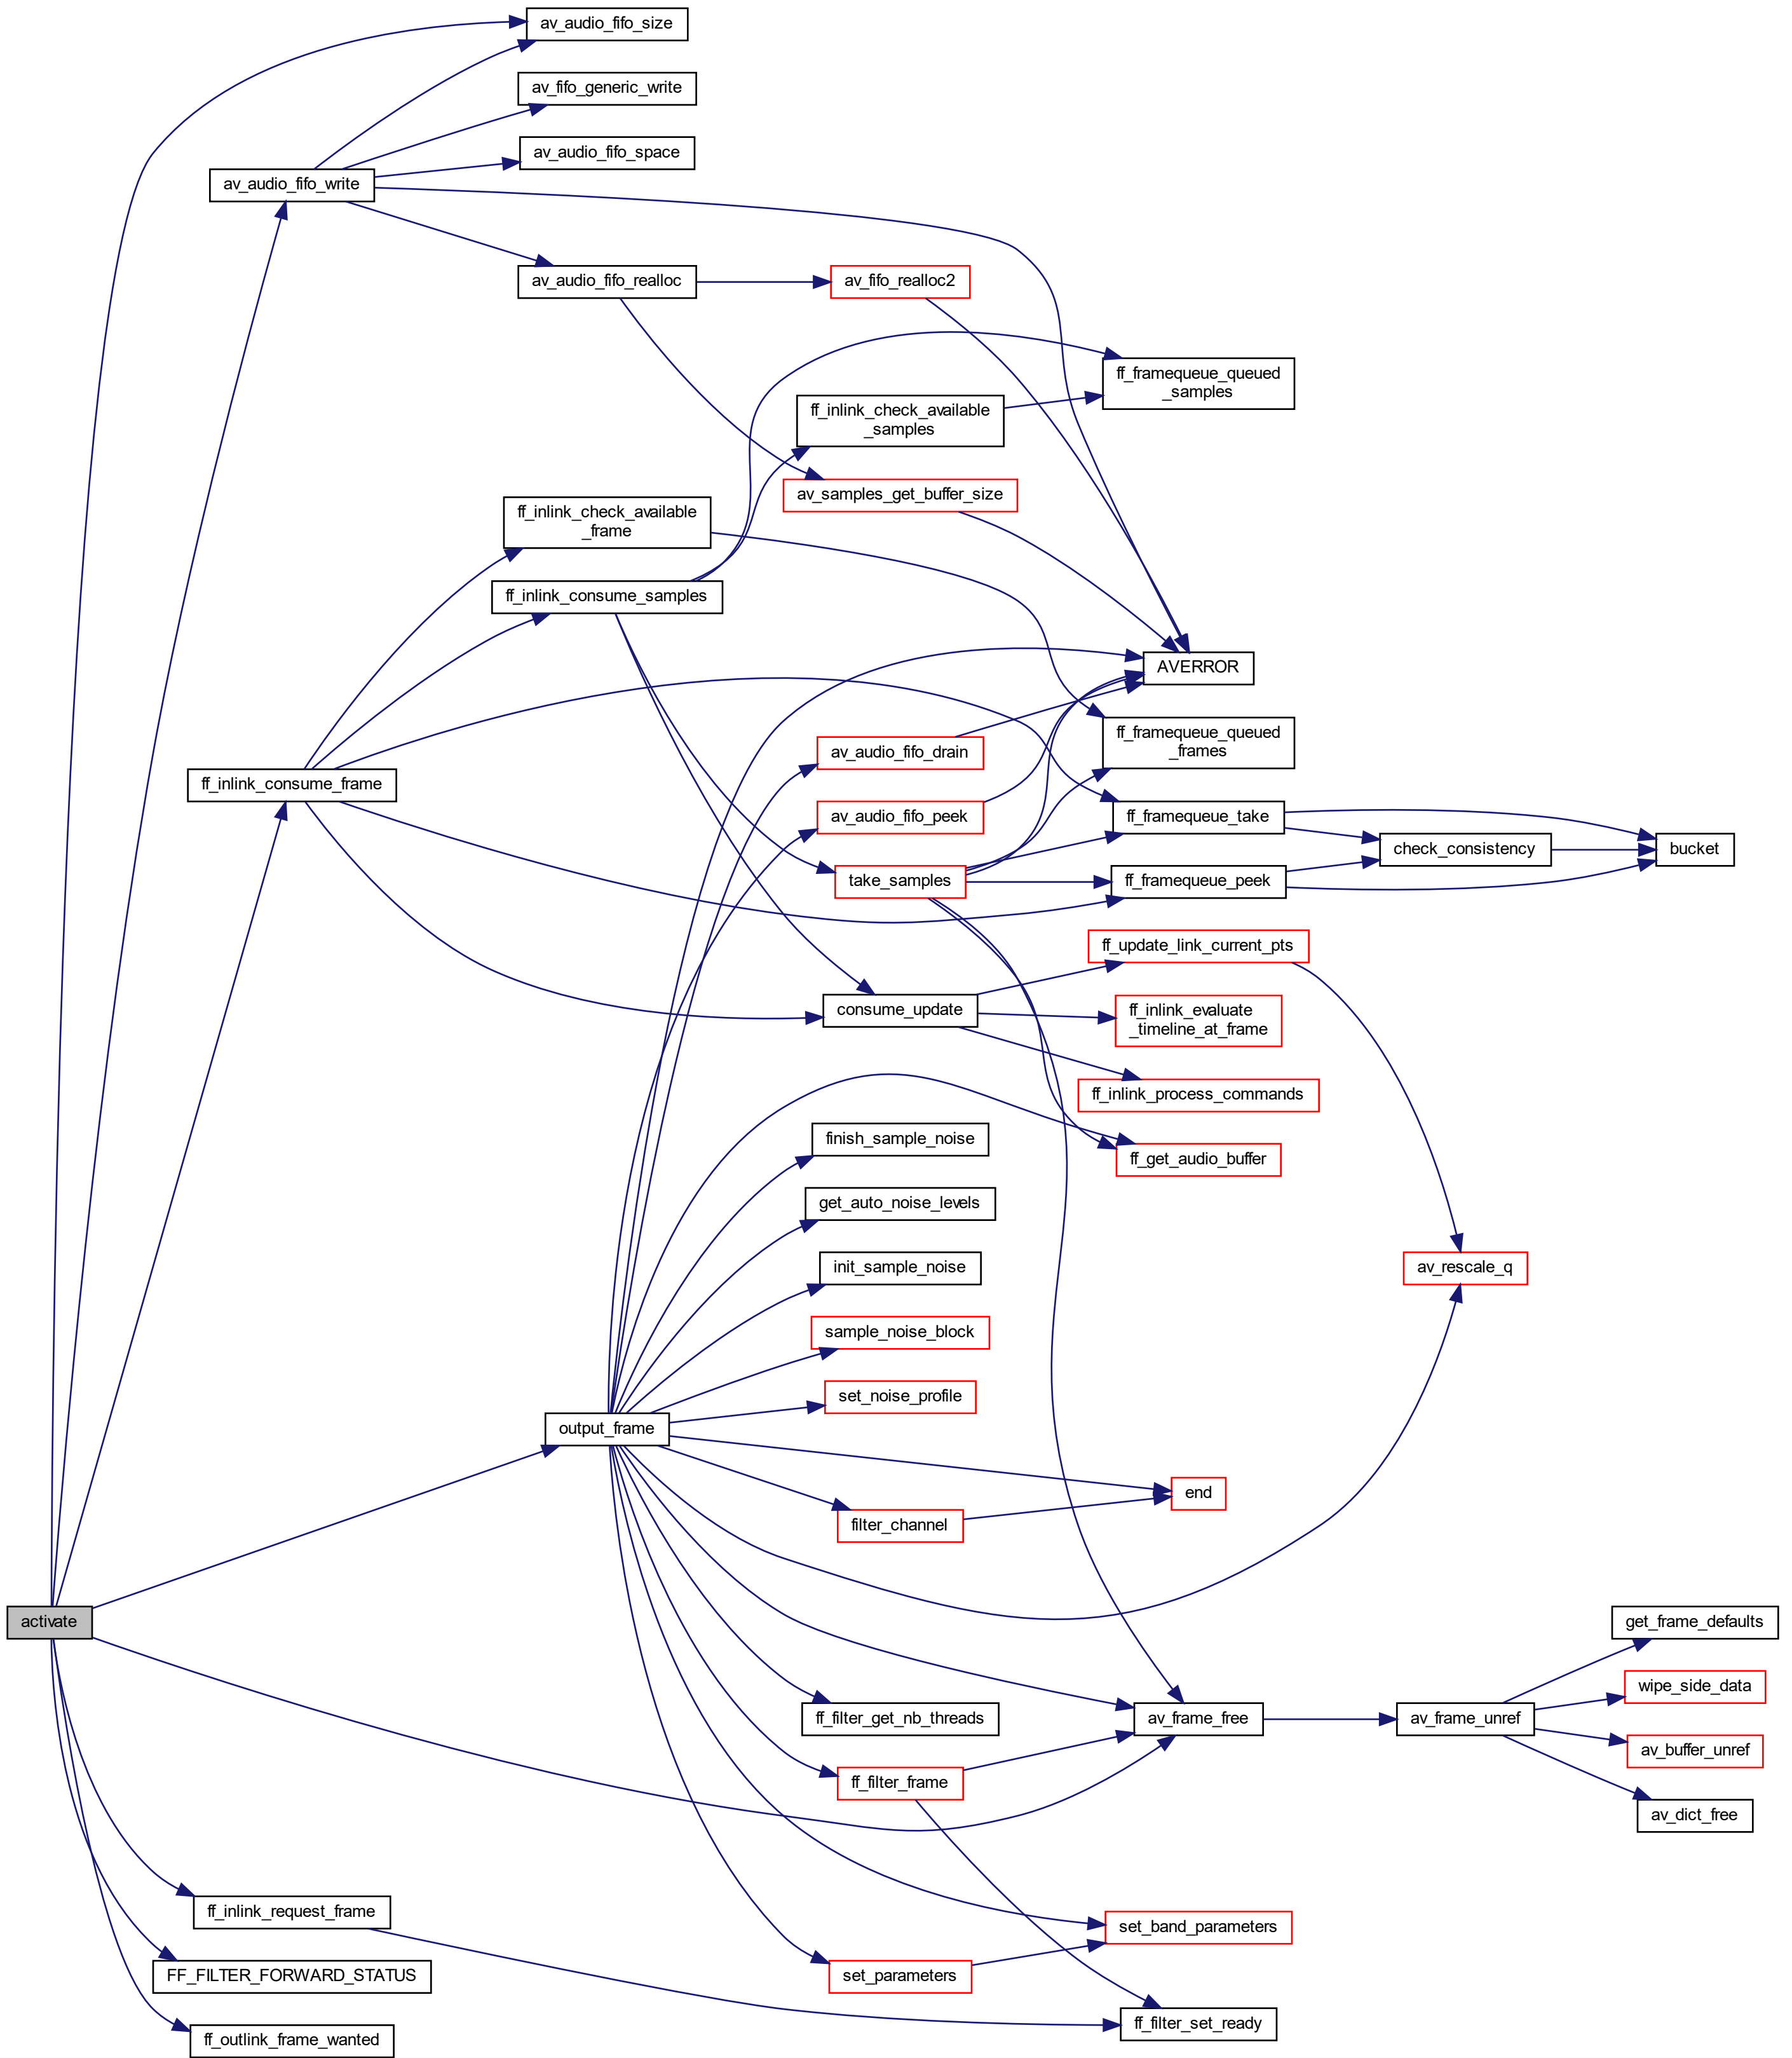 av_audio_fifo_size
av_fifo_generic_write
av_audio_fifo_space
av_audio_fifo_write
av_audio_fifo_realloc
av_fifo_realloc2
ff_framequeue_queued
_samples
ff_inlink_check_available
_samples
av_samples_get_buffer_size
ff_inlink_check_available
_frame
ff_inlink_consume_samples
AVERROR
ff_framequeue_queued
_frames
av_audio_fifo_drain
ff_inlink_consume_frame
av_audio_fifo_peek
ff_framequeue_take
check_consistency
bucket
take_samples
ff_framequeue_peek
ff_update_link_current_pts
consume_update
ff_inlink_evaluate
_timeline_at_frame
ff_inlink_process_commands
finish_sample_noise
ff_get_audio_buffer
get_auto_noise_levels
init_sample_noise
av_rescale_q
sample_noise_block
set_noise_profile
output_frame
end
filter_channel
activate
get_frame_defaults
wipe_side_data
ff_filter_get_nb_threads
av_frame_free
av_frame_unref
av_buffer_unref
ff_filter_frame
av_dict_free
ff_inlink_request_frame
set_band_parameters
FF_FILTER_FORWARD_STATUS
set_parameters
ff_outlink_frame_wanted
ff_filter_set_ready